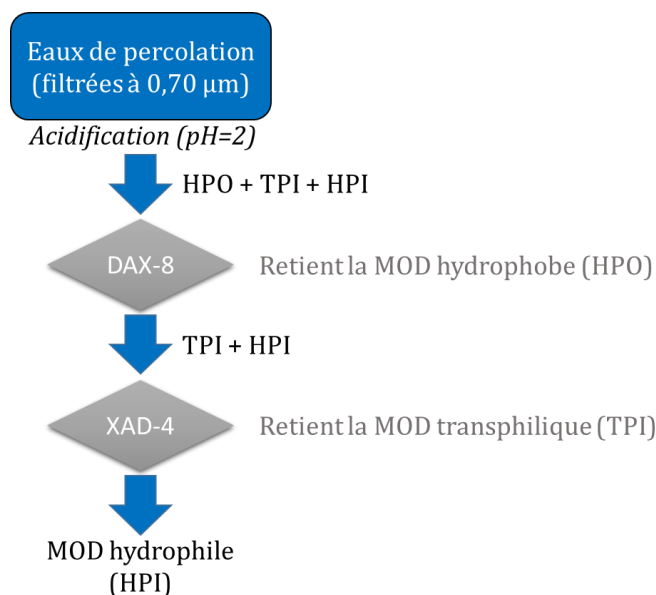 Eaux de percolation
(filtrées à 0,70 µm)
Acidification (pH=2)
HPO + TPI + HPI
DAX-8
Retient la MOD hydrophobe (HPO)
TPI + HPI
XAD-4
Retient la MOD transphilique (TPI)
MOD hydrophile
(HPI)